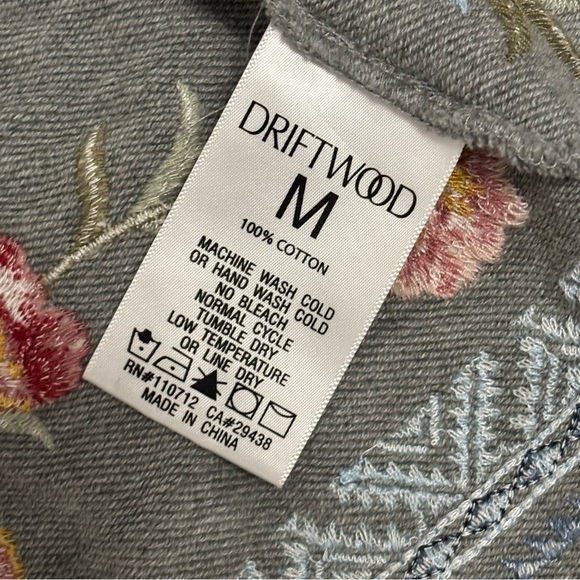 DRIFTWOOD
M
100% COTTON
MACHINE WASH COLD
OR HAND WASH COLD
NO BLEACH
NORMAL CYCLE
TUMBLE DRY
LOW TEMPERATURE
OR LINE DRY
RN#110712 CA#29438
MADE IN CHINA